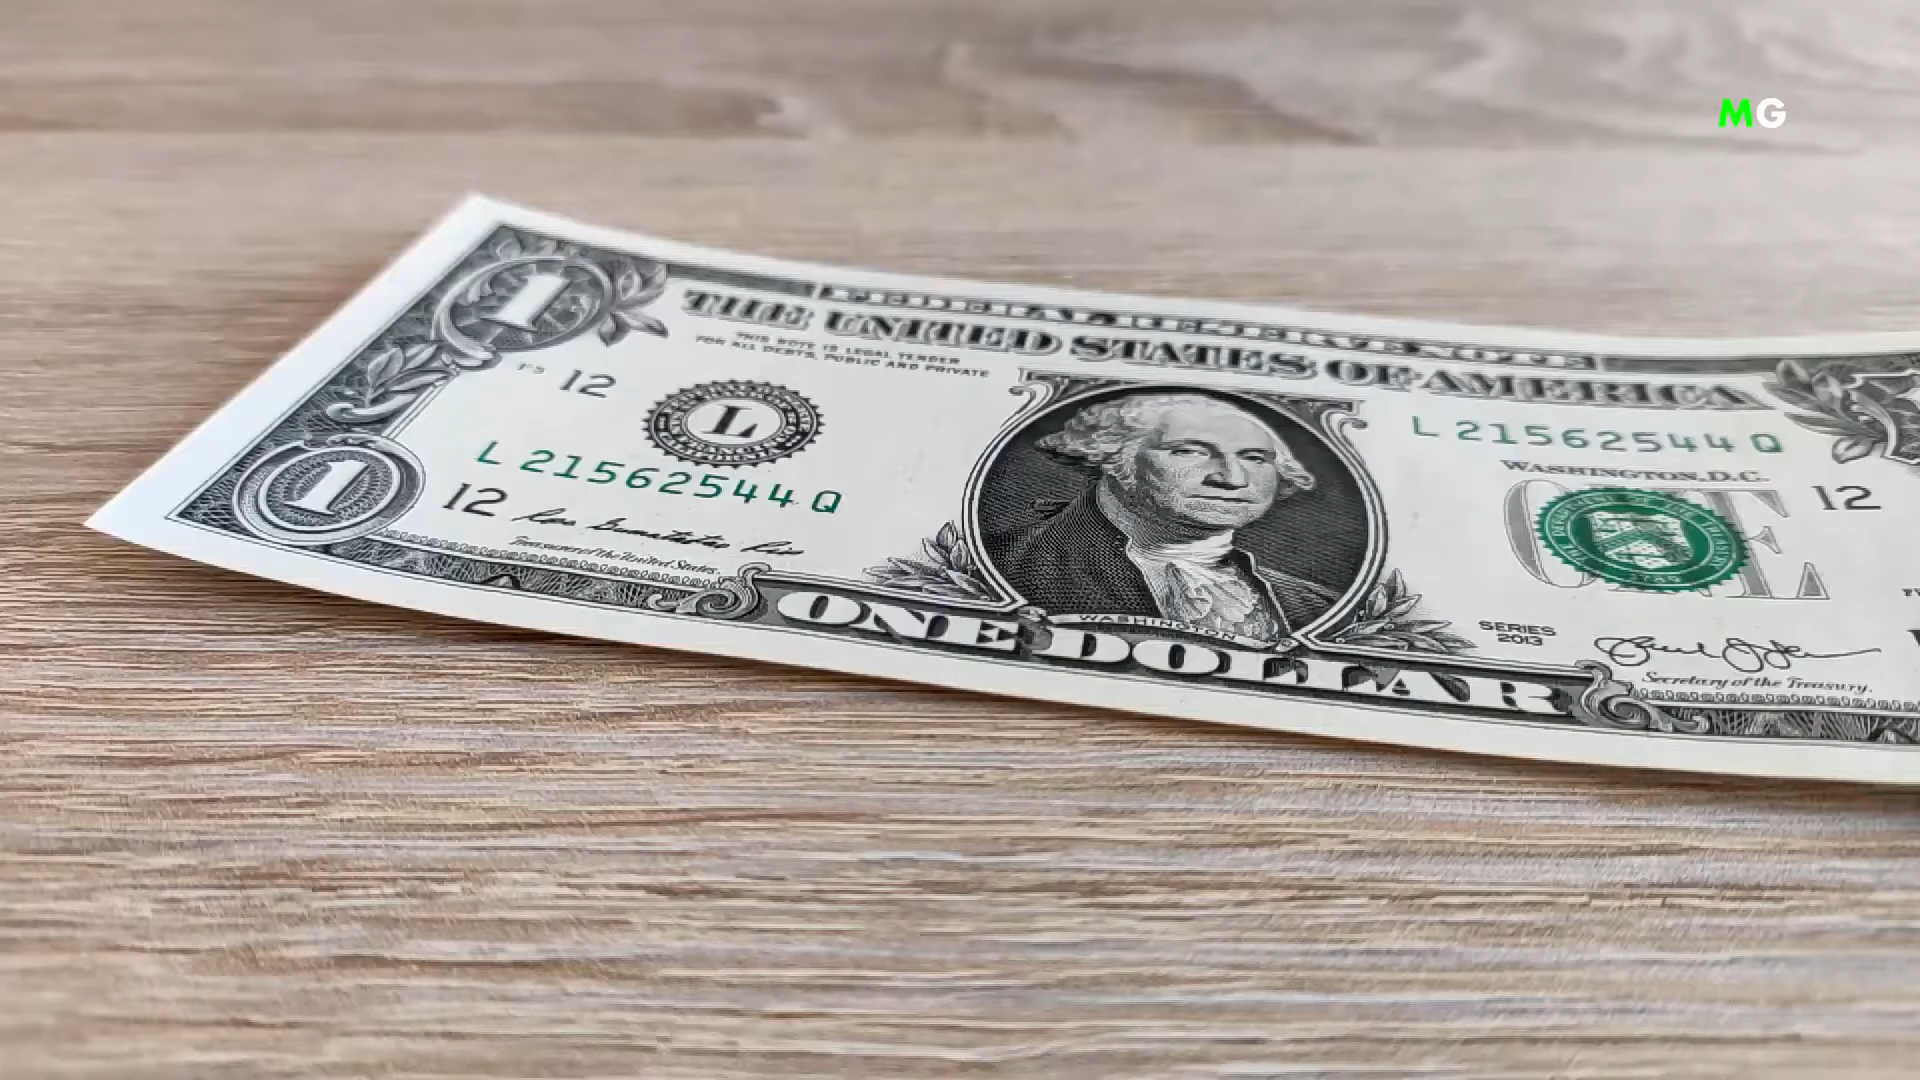 MG
FEDERAL RESERVE NOTE
THE UNITED STATES OF AMERICA
THIS NOTE IS LEGAL TENDER
FOR ALL DEBTS, PUBLIC AND PRIVATE
1
12
L
L 21562544 Q
L 21562544 Q
WASHINGTON, D.C.
12
1
12
Treasurer of the United States.
WASHINGTON
SERIES
2013
Secretary of the Treasury.
ONE DOLLAR